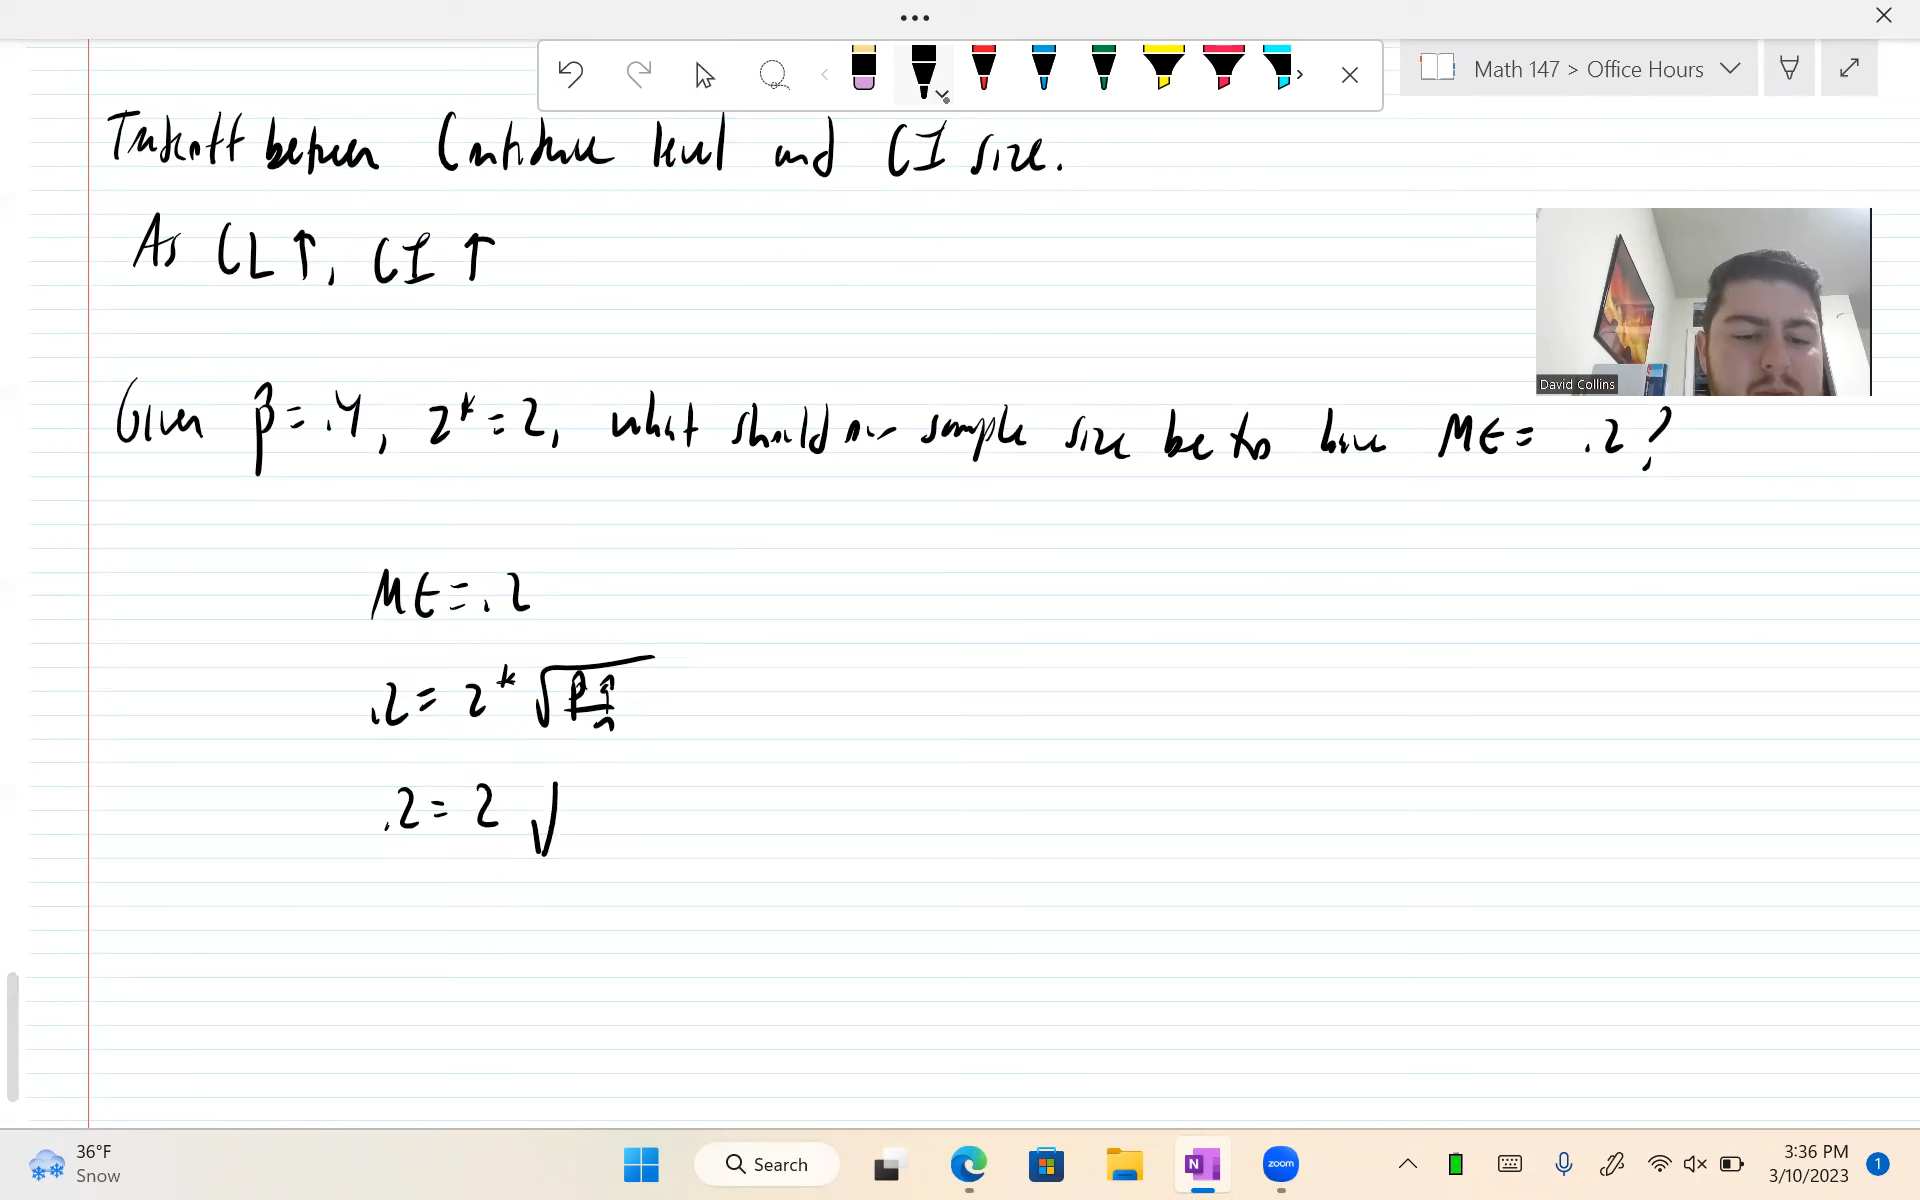 Math 147 > Office Hours
Tradeoff between Confidence level and CI size.
As CL↑, CI ↑
David Collins
Given p̂ = .4, z* = 2, what should our sample size be to have ME = .2?
ME = .2
.2 = z* √(p̂q̂/n)
.2 = 2 √
36°F
Snow
Search
zoom
3:36 PM
3/10/2023
1